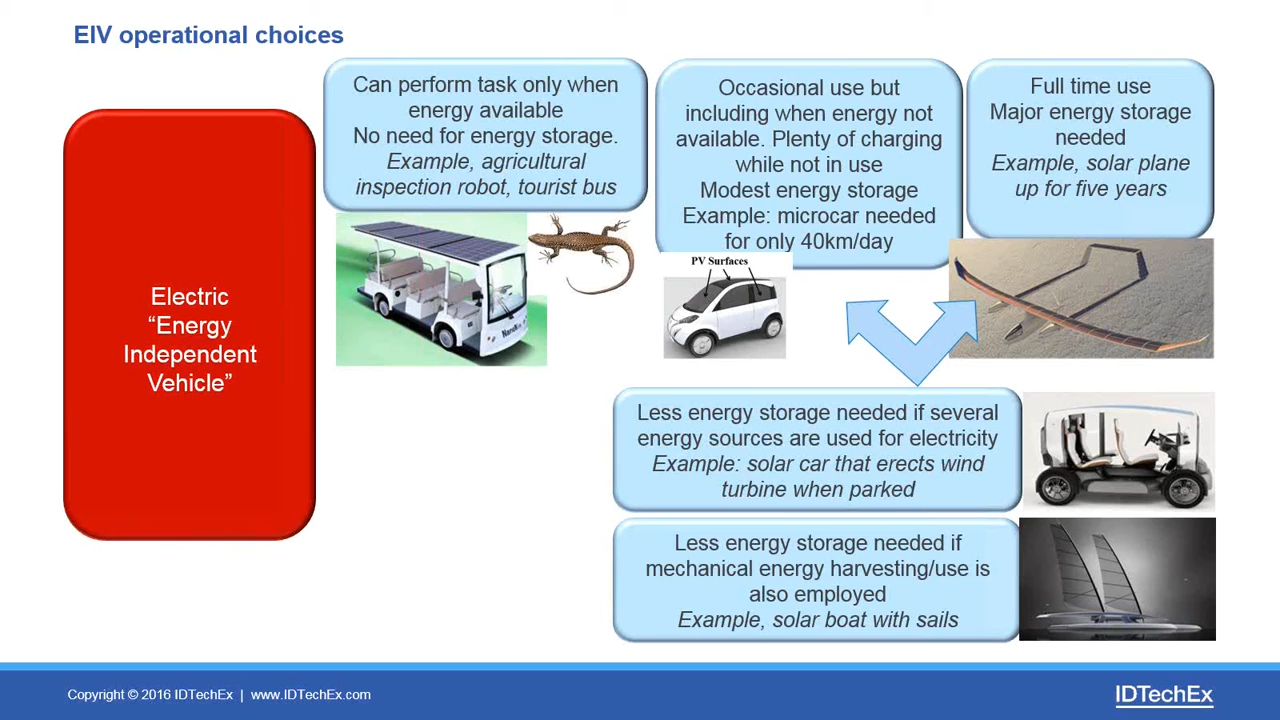 EIV operational choices
Electric
“Energy
Independent
Vehicle”
Can perform task only when
energy available
No need for energy storage.
Example, agricultural
inspection robot, tourist bus
Occasional use but
including when energy not
available. Plenty of charging
while not in use
Modest energy storage
Example: microcar needed
for only 40km/day
PV Surfaces
Full time use
Major energy storage
needed
Example, solar plane
up for five years
Less energy storage needed if several
energy sources are used for electricity
Example: solar car that erects wind
turbine when parked
Less energy storage needed if
mechanical energy harvesting/use is
also employed
Example, solar boat with sails
Copyright © 2016 IDTechEx | www.IDTechEx.com
IDTechEx